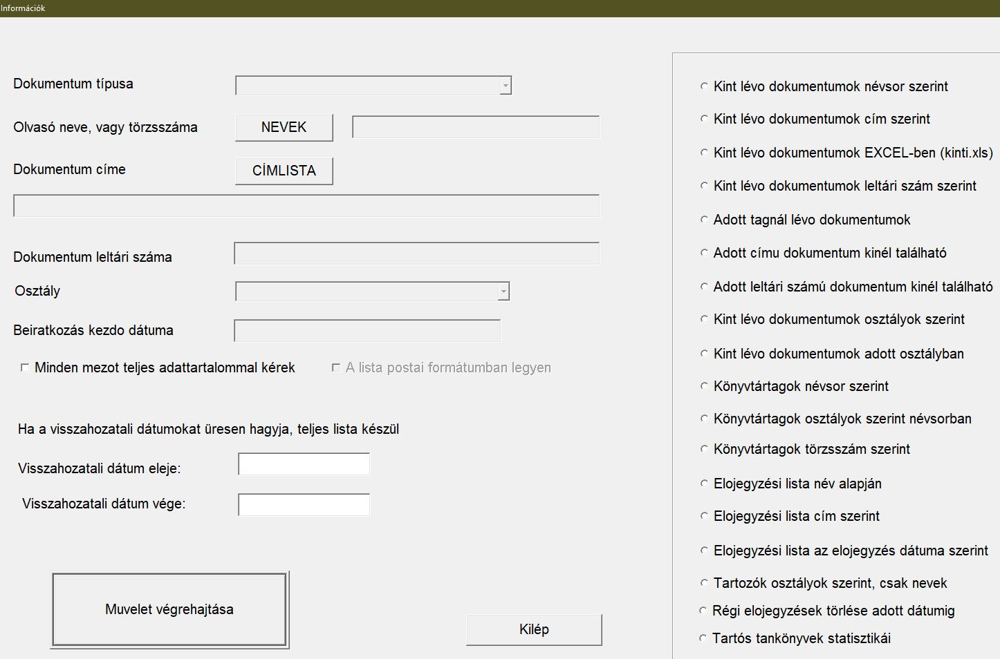 Információk
Dokumentum típusa
Olvasó neve, vagy törzsszáma
NEVEK
Dokumentum címe
CÍMLISTA
Dokumentum leltári száma
Osztály
Beiratkozás kezdo dátuma
Minden mezot teljes adattartalommal kérek
A lista postai formátumban legyen
Ha a visszahozatali dátumokat üresen hagyja, teljes lista készül
Visszahozatali dátum eleje:
Visszahozatali dátum vége:
Muvelet végrehajtása
Kilép
Kint lévo dokumentumok névsor szerint
Kint lévo dokumentumok cím szerint
Kint lévo dokumentumok EXCEL-ben (kinti.xls)
Kint lévo dokumentumok leltári szám szerint
Adott tagnál lévo dokumentumok
Adott címu dokumentum kinél található
Adott leltári számú dokumentum kinél található
Kint lévo dokumentumok osztályok szerint
Kint lévo dokumentumok adott osztályban
Könyvtártagok névsor szerint
Könyvtártagok osztályok szerint névsorban
Könyvtártagok törzsszám szerint
Elojegyzési lista név alapján
Elojegyzési lista cím szerint
Elojegyzési lista az elojegyzés dátuma szerint
Tartozók osztályok szerint, csak nevek
Régi elojegyzések törlése adott dátumig
Tartós tankönyvek statisztikái